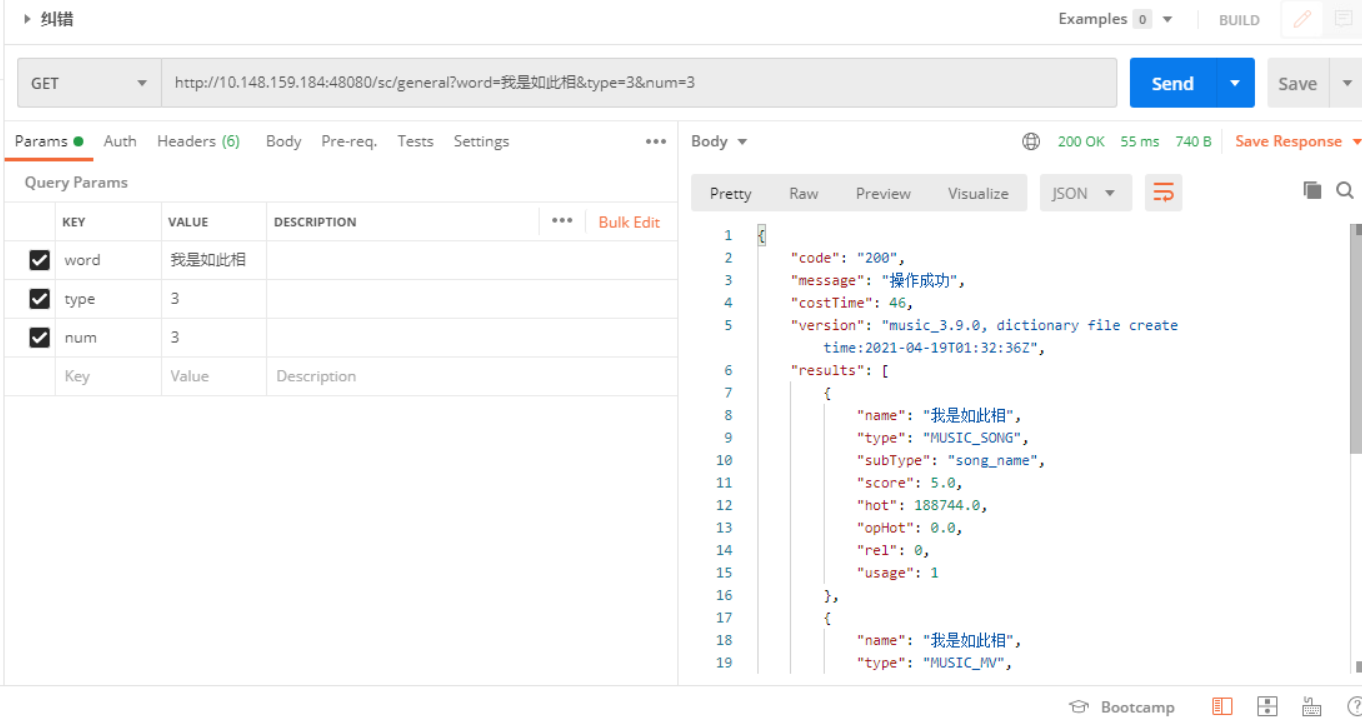 纠错
Examples 0
BUILD
GET
http://10.148.159.184:48080/sc/general?word=我是如此相&type=3&num=3
Send
Save
Params
Auth
Headers (6)
Body
Pre-req.
Tests
Settings
•••
Query Params
KEY VALUE DESCRIPTION ••• Bulk Edit
word 我是如此相
type 3
num 3
Key Value Description
Body
200 OK 55 ms 740 B Save Response
Pretty Raw Preview Visualize JSON
1 {
2 "code": "200",
3 "message": "操作成功",
4 "costTime": 46,
5 "version": "music_3.9.0, dictionary file create
time:2021-04-19T01:32:36Z",
6 "results": [
7 {
8 "name": "我是如此相",
9 "type": "MUSIC_SONG",
10 "subType": "song_name",
11 "score": 5.0,
12 "hot": 188744.0,
13 "opHot": 0.0,
14 "rel": 0,
15 "usage": 1
16 },
17 {
18 "name": "我是如此相",
19 "type": "MUSIC_MV",
Bootcamp